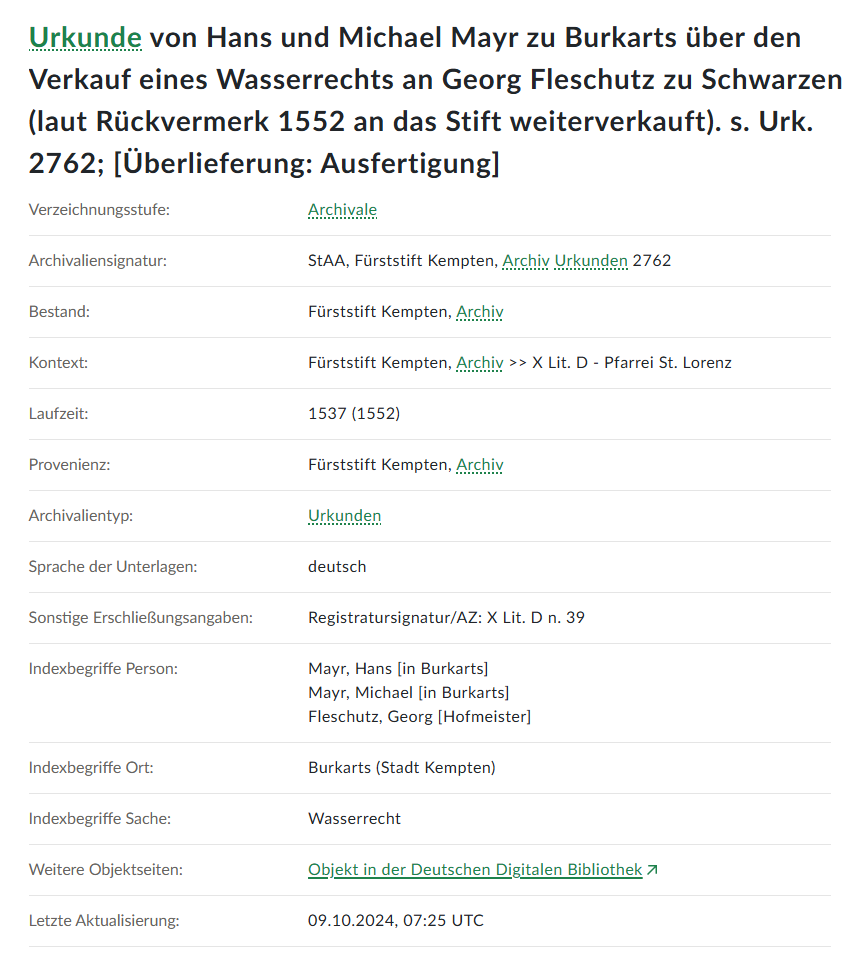 Urkunde von Hans und Michael Mayr zu Burkarts über den
Verkauf eines Wasserrechts an Georg Fleschutz zu Schwarzen
(laut Rückvermerk 1552 an das Stift weiterverkauft). s. Urk.
2762; [Überlieferung: Ausfertigung]
Verzeichnungsstufe: Archivale
Archivaliensignatur: StAA, Fürststift Kempten, Archiv Urkunden 2762
Bestand: Fürststift Kempten, Archiv
Kontext: Fürststift Kempten, Archiv >> X Lit. D - Pfarrei St. Lorenz
Laufzeit: 1537 (1552)
Provenienz: Fürststift Kempten, Archiv
Archivalientyp: Urkunden
Sprache der Unterlagen: deutsch
Sonstige Erschließungsangaben: Registratursignatur/AZ: X Lit. D n. 39
Indexbegriffe Person: Mayr, Hans [in Burkarts]
Mayr, Michael [in Burkarts]
Fleschutz, Georg [Hofmeister]
Indexbegriffe Ort: Burkarts (Stadt Kempten)
Indexbegriffe Sache: Wasserrecht
Weitere Objektseiten: Objekt in der Deutschen Digitalen Bibliothek
Letzte Aktualisierung: 09.10.2024, 07:25 UTC